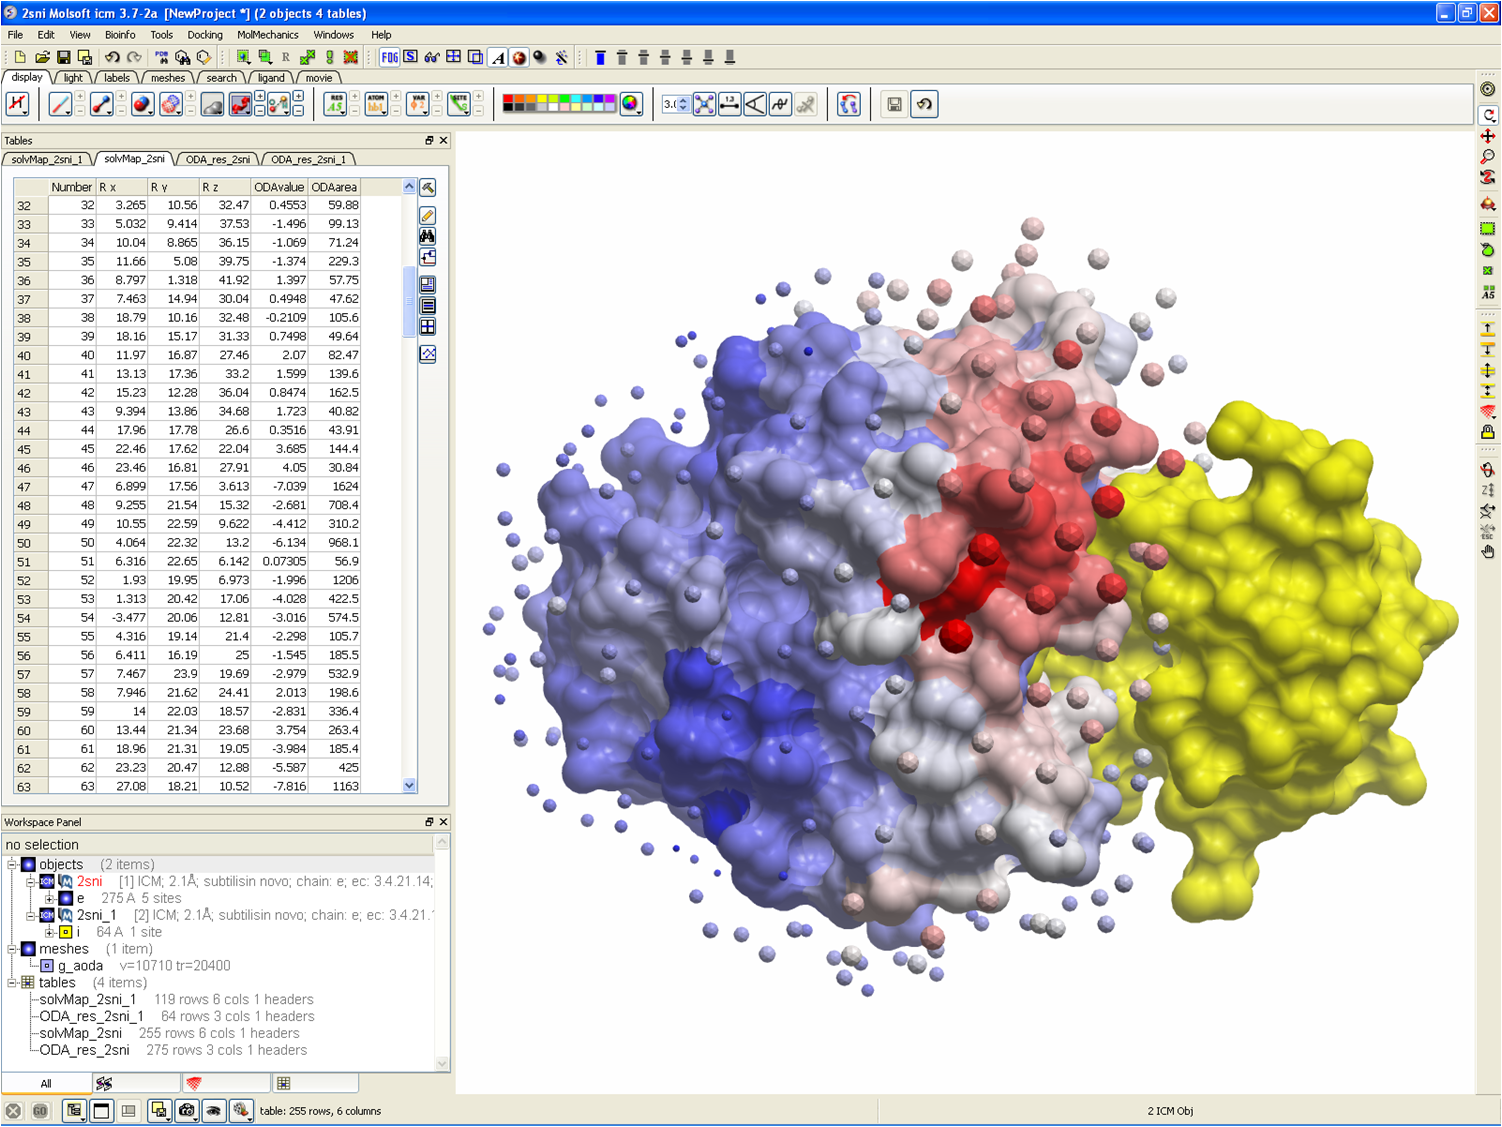 2sni Molsoft icm 3.7-2a [NewProject *] (2 objects 4 tables)
File Edit View Bioinfo Tools Docking MolMechanics Windows Help
PDB R FOG S A
display light labels meshes search ligand movie
RES A5 ATOM VAR SITE 3.0 1.3
Tables
solvMap_2sni_1 solvMap_2sni ODA_res_2sni ODA_res_2sni_1
Number R x R y R z ODAvalue ODAarea
32 32 3.265 10.56 32.47 0.4553 59.88
33 33 5.032 9.414 37.53 -1.496 99.13
34 34 10.04 8.865 36.15 -1.069 71.24
35 35 11.66 5.08 39.75 -1.374 229.3
36 36 8.797 1.318 41.92 1.397 57.75
37 37 7.463 14.94 30.04 0.4948 47.62
38 38 18.79 10.16 32.48 -0.2109 105.6
39 39 18.16 15.17 31.33 0.7498 49.64
40 40 11.97 16.87 27.46 2.07 82.47
41 41 13.13 17.36 33.2 1.599 139.6
42 42 15.23 12.28 36.04 0.8474 162.5
43 43 9.394 13.86 34.68 1.723 40.82
44 44 17.96 17.78 26.6 0.3516 43.91
45 45 22.46 17.62 22.04 3.685 144.4
46 46 23.46 16.81 27.91 4.05 30.84
47 47 6.899 17.56 3.613 -7.039 1624
48 48 9.255 21.54 15.32 -2.681 708.4
49 49 10.55 22.59 9.622 -4.412 310.2
50 50 4.064 22.32 13.2 -6.134 968.1
51 51 6.316 22.65 6.142 0.07305 56.9
52 52 1.93 19.95 6.973 -1.996 1206
53 53 1.313 20.42 17.06 -4.028 422.5
54 54 -3.477 20.06 12.81 -3.016 574.5
55 55 4.316 19.14 21.4 -2.298 105.7
56 56 6.411 16.19 25 -1.545 185.5
57 57 7.467 23.9 19.69 -2.979 532.9
58 58 7.946 21.62 24.41 2.013 198.6
59 59 14 22.03 18.57 -2.831 336.4
60 60 13.44 21.34 23.68 3.754 263.4
61 61 18.96 21.31 19.05 -3.984 185.4
62 62 23.23 20.47 12.88 -5.587 425
63 63 27.08 18.21 10.52 -7.816 1163
Workspace Panel
no selection
objects (2 items)
ICM 2sni [1] ICM; 2.1Å; subtilisin novo; chain: e; ec: 3.4.21.14;
e 275 A 5 sites
ICM 2sni_1 [2] ICM; 2.1Å; subtilisin novo; chain: e; ec: 3.4.21.1
i 64 A 1 site
meshes (1 item)
g_aoda v=10710 tr=20400
tables (4 items)
solvMap_2sni_1 119 rows 6 cols 1 headers
ODA_res_2sni_1 64 rows 3 cols 1 headers
solvMap_2sni 255 rows 6 cols 1 headers
ODA_res_2sni 275 rows 3 cols 1 headers
All
GO table: 255 rows, 6 columns 2 ICM Obj
A5
ESC